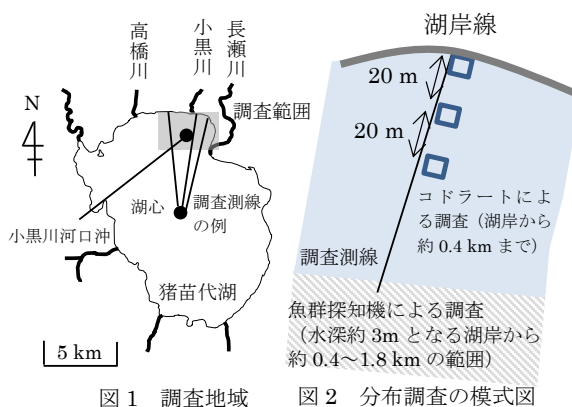 高橋川
小黒川
長瀬川
N
調査範囲
湖心
調査測線
の例
小黒川河口沖
猪苗代湖
5 km
図 1 調査地域
湖岸線
20 m
20 m
コドラートによ
る調査（湖岸から
約 0.4 km まで）
調査測線
魚群探知機による調査
（水深約 3m となる湖岸から
約 0.4～1.8 km の範囲）
図 2 分布調査の模式図